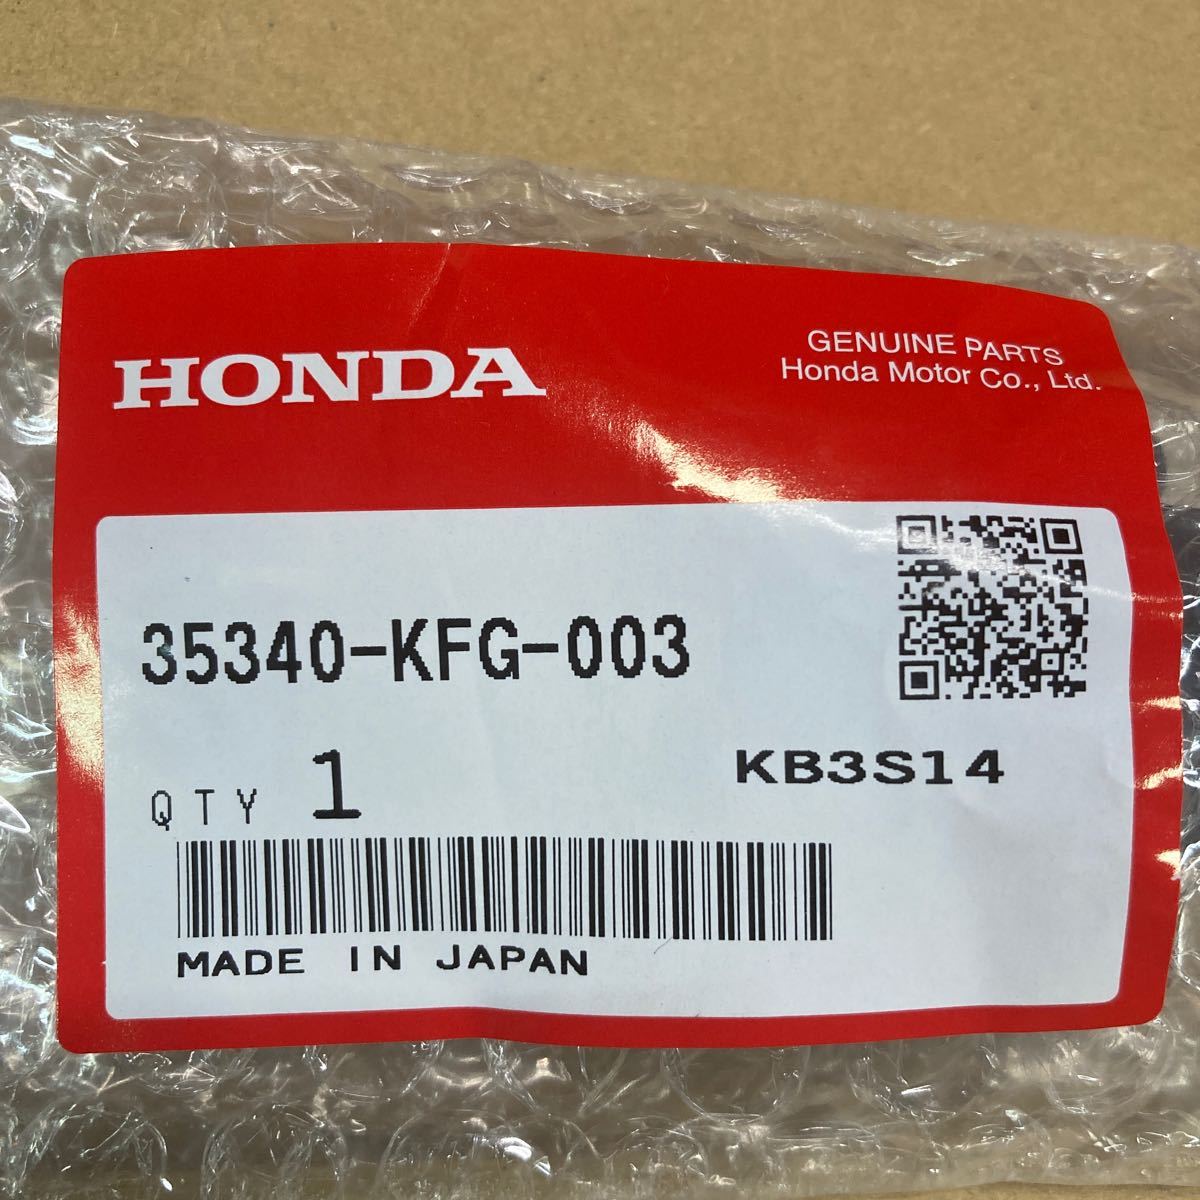 HONDA
GENUINE PARTS
Honda Motor Co., Ltd.
35340-KFG-003
QTY 1
KB3S14
MADE IN JAPAN